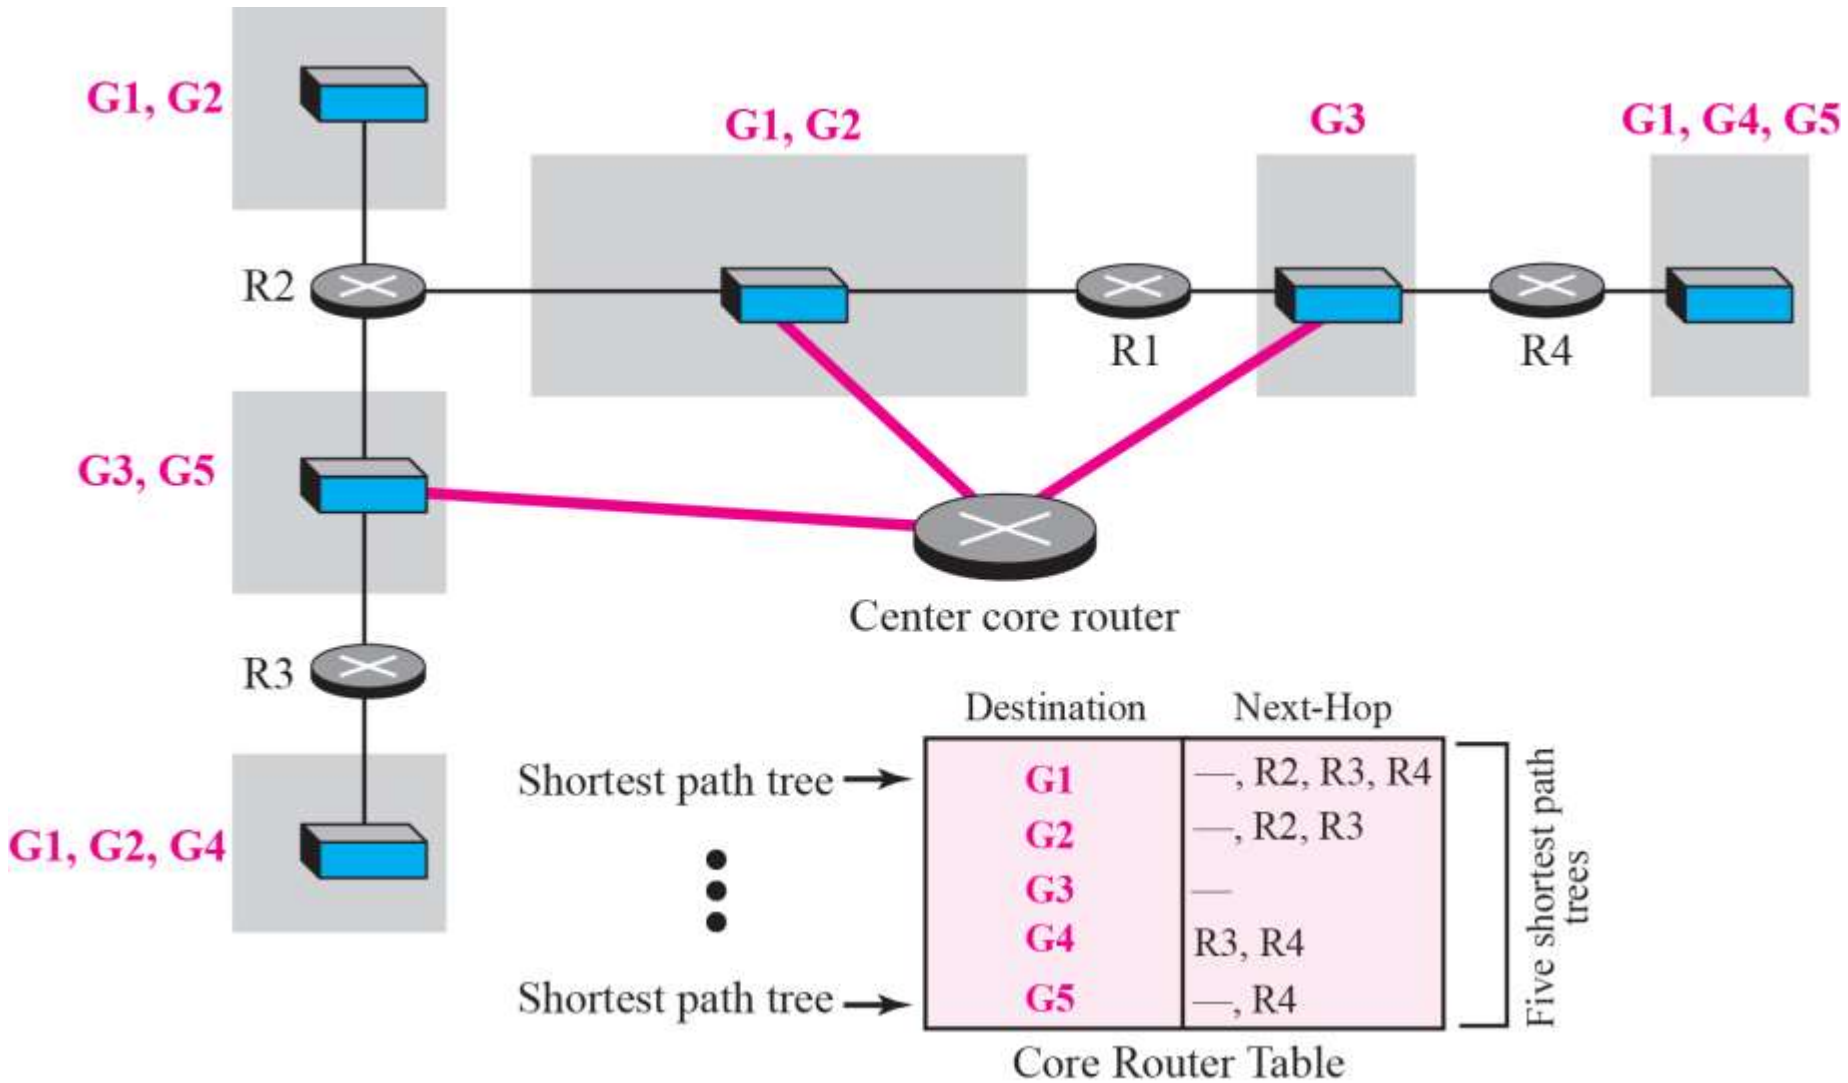 G1, G2
G1, G2
G3
G1, G4, G5
R2
R1
R4
G3, G5
Center core router
R3
G1, G2, G4
Destination Next-Hop
Shortest path tree G1 —, R2, R3, R4
G2 —, R2, R3
G3 —
G4 R3, R4
Shortest path tree G5 —, R4
Five shortest path
trees
Core Router Table